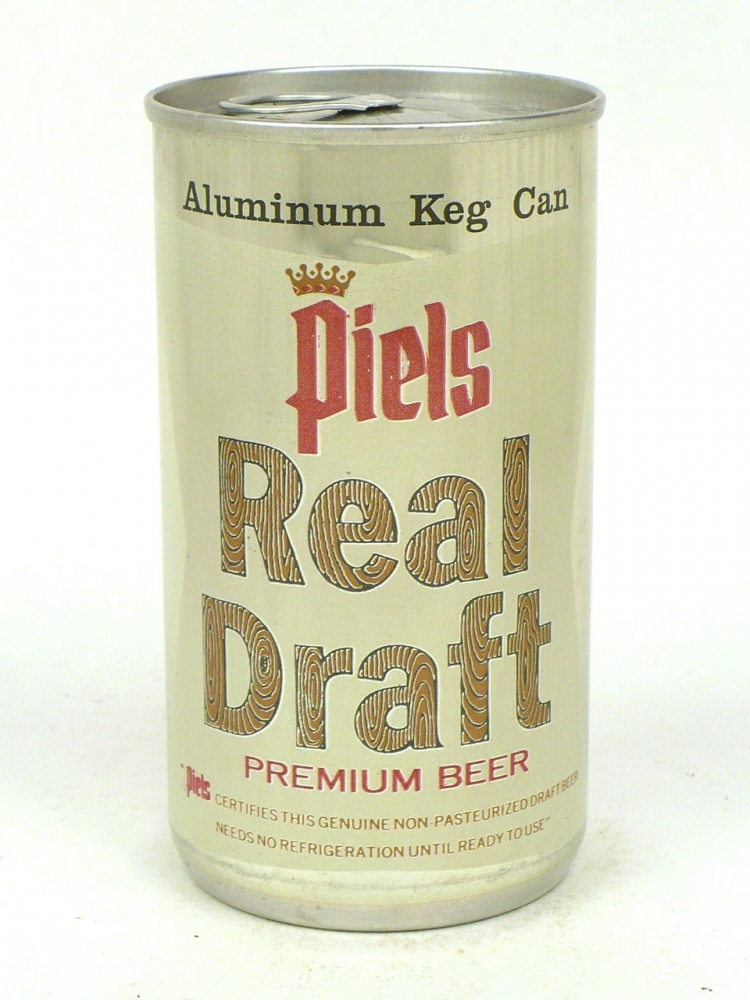 Aluminum Keg Can
Piels
Real
Draft
PREMIUM BEER
"Piels CERTIFIES THIS GENUINE NON-PASTEURIZED DRAFT BEER
NEEDS NO REFRIGERATION UNTIL READY TO USE"